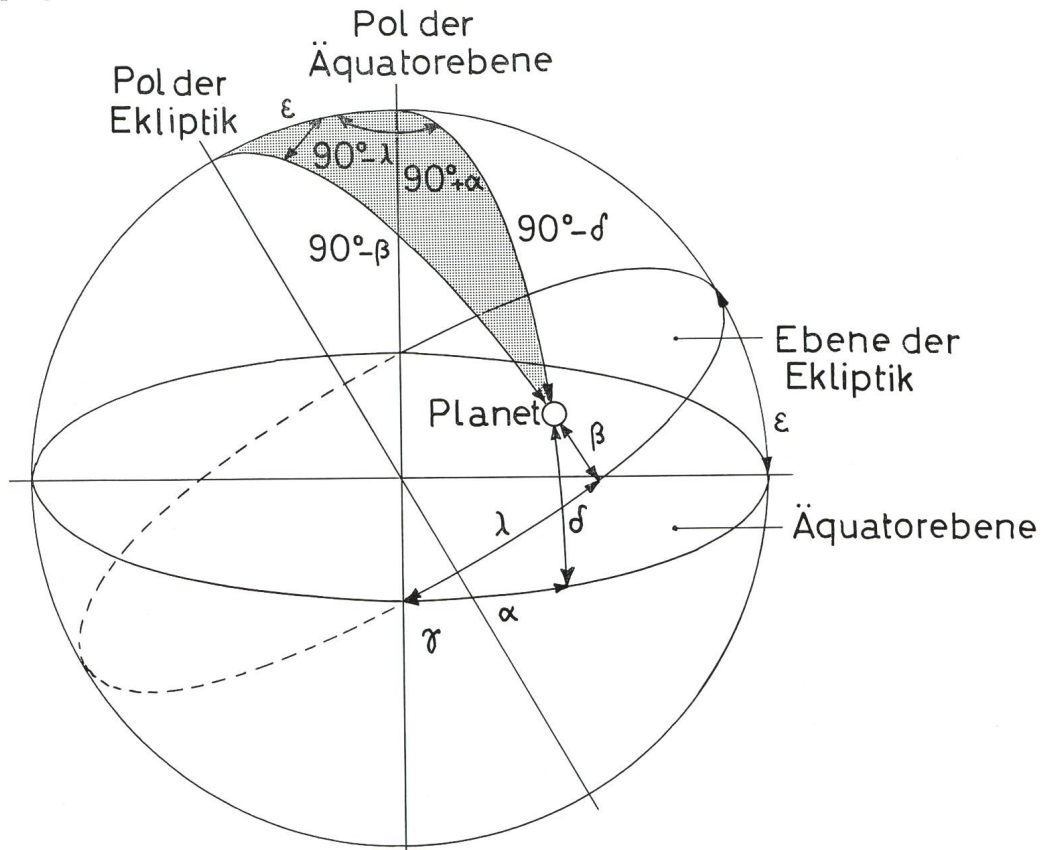 Pol der
Äquatorebene
Pol der
Ekliptik
ε
90°-λ
90°+α
90°-δ
90°-β
Ebene der
Ekliptik
Planet
β
ε
λ
δ
Äquatorebene
α
γ